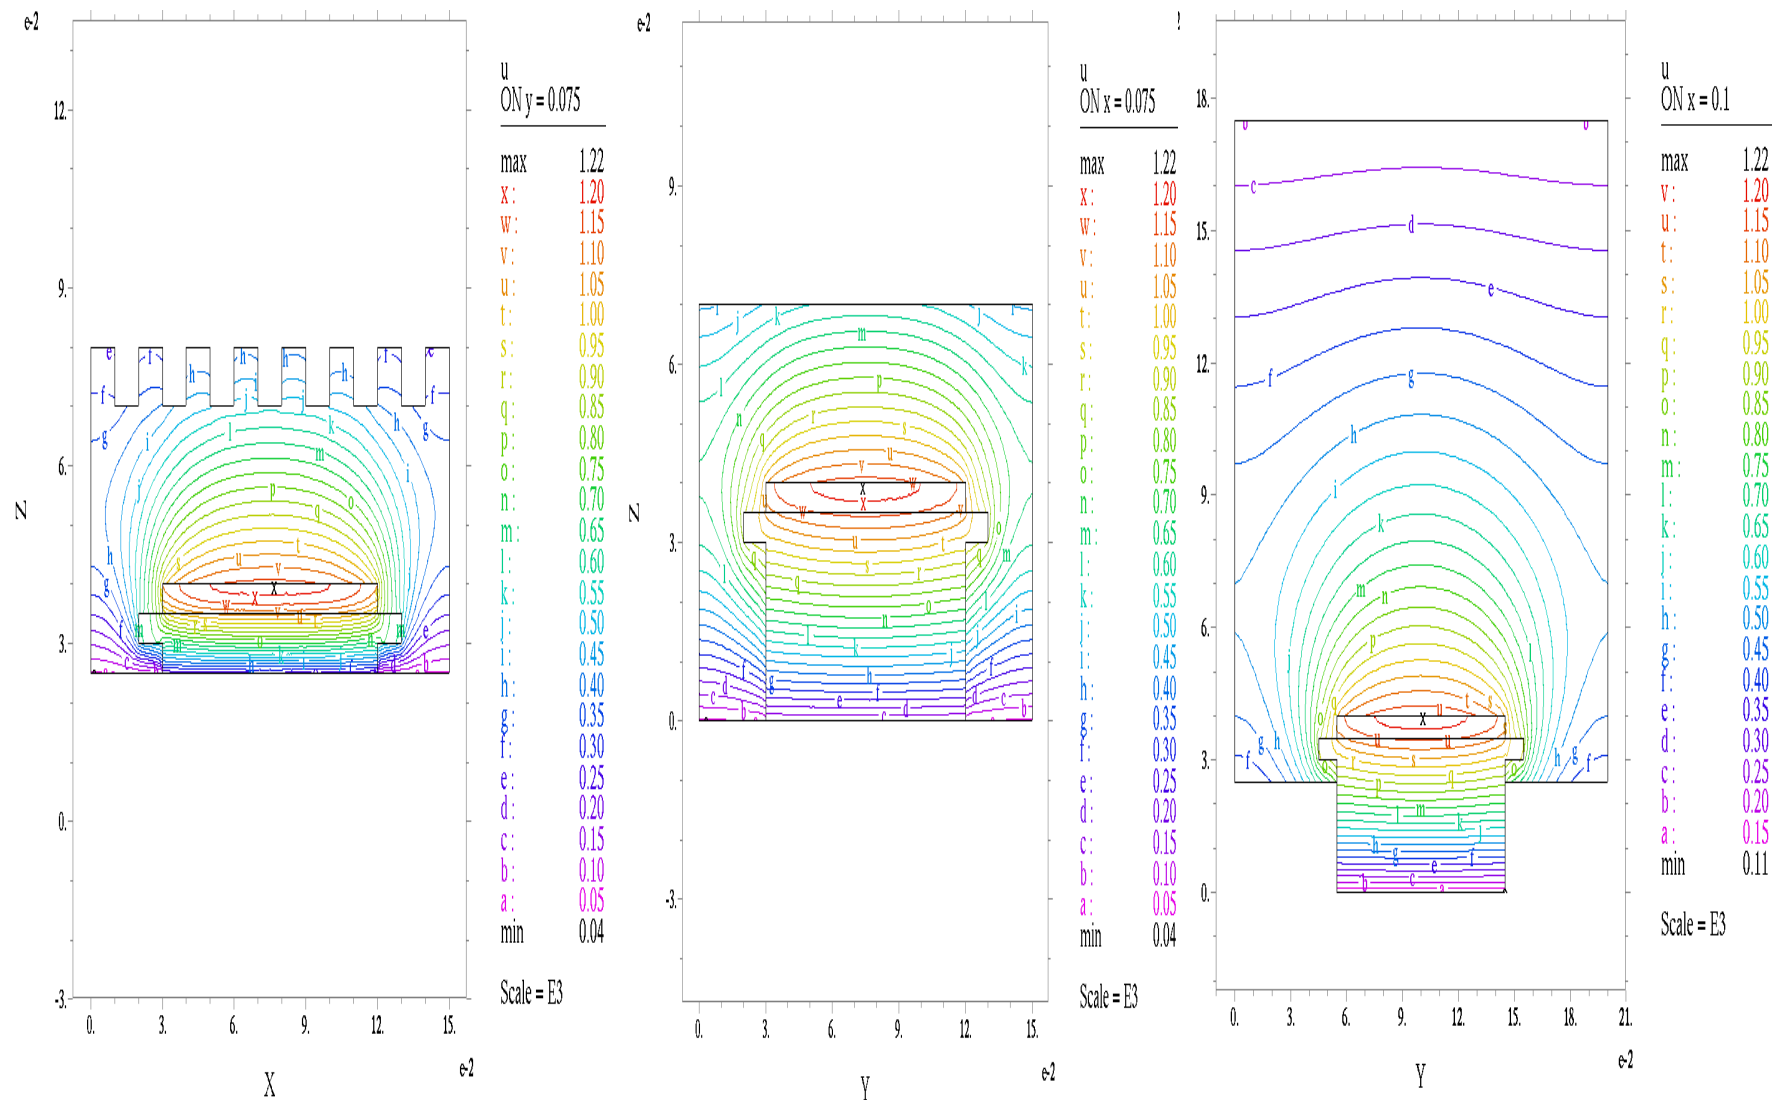 e-2
12.
9.
6.
3.
0.
-3.
Z
0. 3. 6. 9. 12. 15.
e-2
X
u
ON y = 0.075
max 1.22
x : 1.20
w : 1.15
v : 1.10
u : 1.05
t : 1.00
s : 0.95
r : 0.90
q : 0.85
p : 0.80
o : 0.75
n : 0.70
m : 0.65
l : 0.60
k : 0.55
j : 0.50
i : 0.45
h : 0.40
g : 0.35
f : 0.30
e : 0.25
d : 0.20
c : 0.15
b : 0.10
a : 0.05
min 0.04
Scale = E3
e-2
9.
6.
3.
0.
-3.
Z
0. 3. 6. 9. 12. 15.
e-2
Y
u
ON x = 0.075
max 1.22
x : 1.20
w : 1.15
v : 1.10
u : 1.05
t : 1.00
s : 0.95
r : 0.90
q : 0.85
p : 0.80
o : 0.75
n : 0.70
m : 0.65
l : 0.60
k : 0.55
j : 0.50
i : 0.45
h : 0.40
g : 0.35
f : 0.30
e : 0.25
d : 0.20
c : 0.15
b : 0.10
a : 0.05
min 0.04
Scale = E3
18.
15.
12.
9.
6.
3.
0.
0. 3. 6. 9. 12. 15. 18. 21.
e-2
Y
u
ON x = 0.1
max 1.22
v : 1.20
u : 1.15
t : 1.10
s : 1.05
r : 1.00
q : 0.95
p : 0.90
o : 0.85
n : 0.80
m : 0.75
l : 0.70
k : 0.65
j : 0.60
i : 0.55
h : 0.50
g : 0.45
f : 0.40
e : 0.35
d : 0.30
c : 0.25
b : 0.20
a : 0.15
min 0.11
Scale = E3